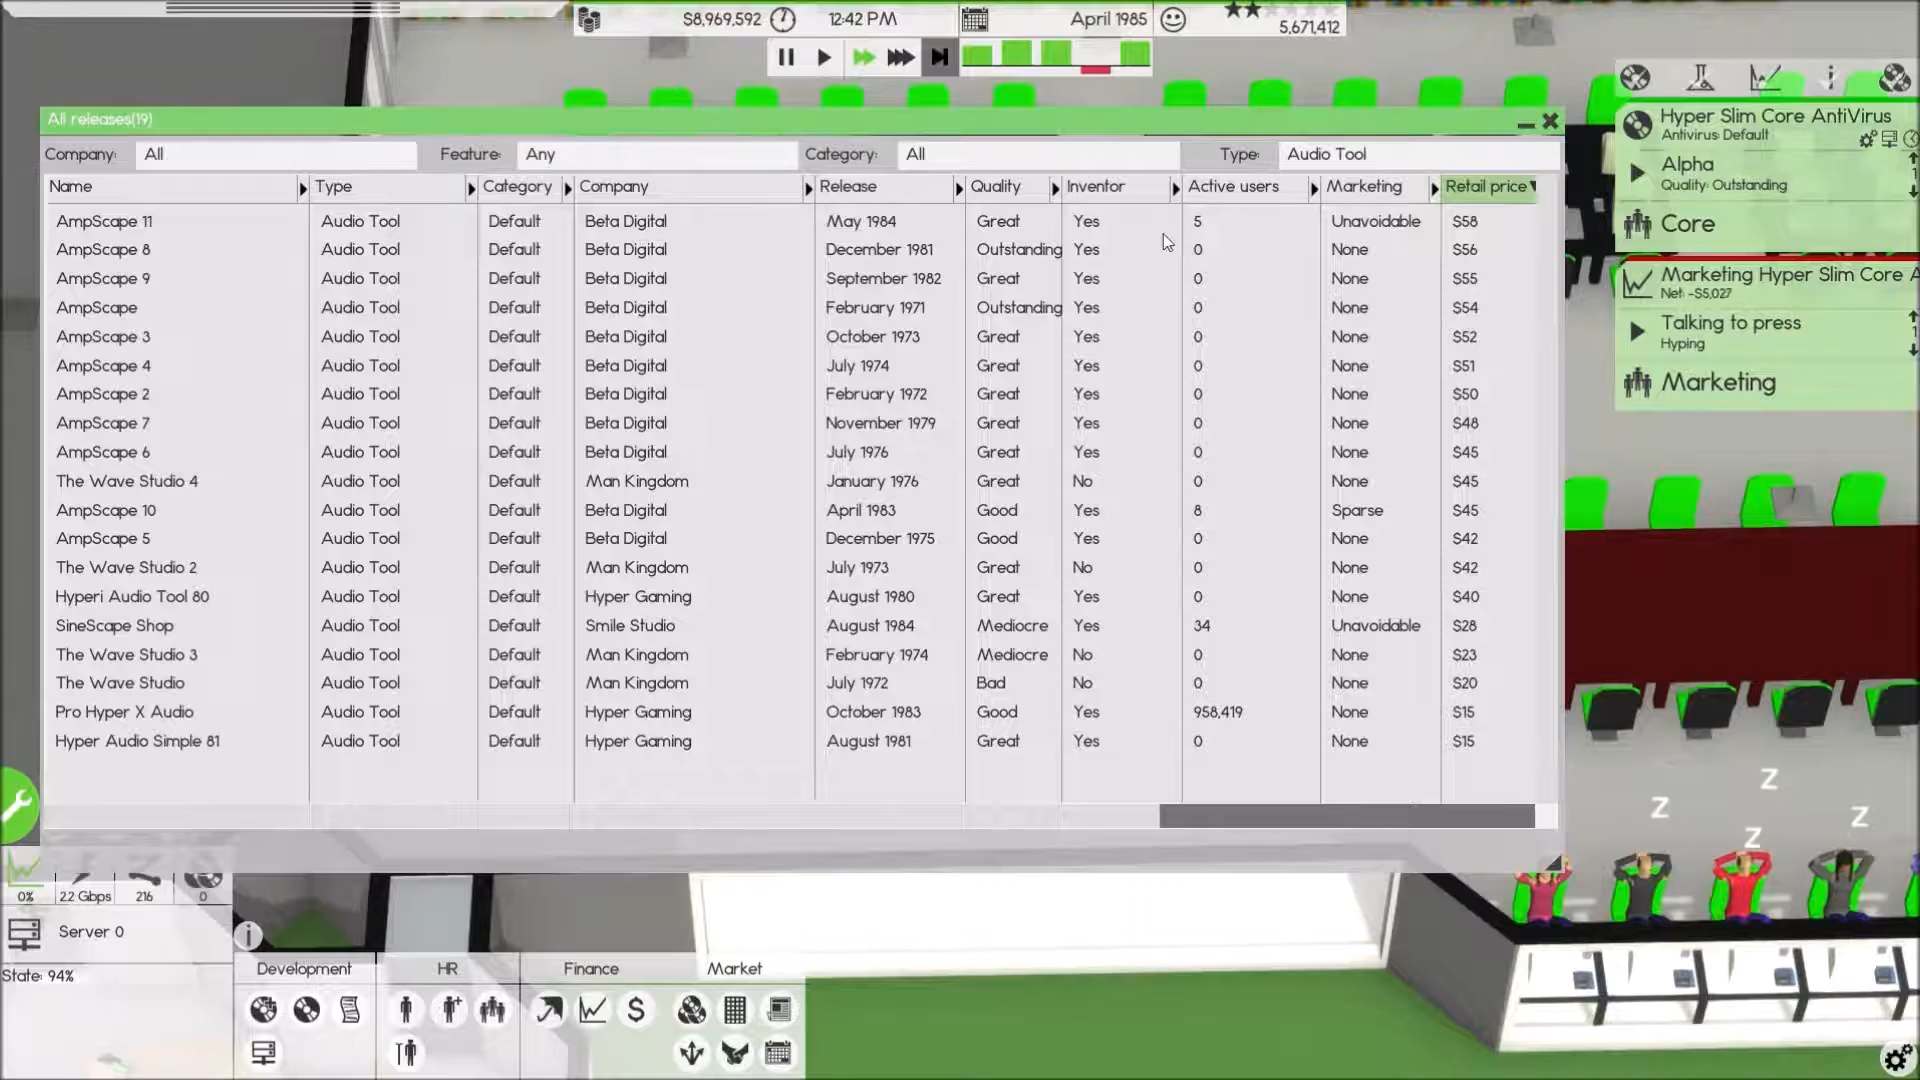 $8,969,592 12:42 PM April 1985 5,671,412
All releases(19)
Company: All Feature: Any Category: All Type: Audio Tool
Name Type Category Company Release Quality Inventor Active users Marketing Retail price
AmpScape 11 Audio Tool Default Beta Digital May 1984 Great Yes 5 Unavoidable $58
AmpScape 8 Audio Tool Default Beta Digital December 1981 Outstanding Yes 0 None $56
AmpScape 9 Audio Tool Default Beta Digital September 1982 Great Yes 0 None $55
AmpScape Audio Tool Default Beta Digital February 1971 Outstanding Yes 0 None $54
AmpScape 3 Audio Tool Default Beta Digital October 1973 Great Yes 0 None $52
AmpScape 4 Audio Tool Default Beta Digital July 1974 Great Yes 0 None $51
AmpScape 2 Audio Tool Default Beta Digital February 1972 Great Yes 0 None $50
AmpScape 7 Audio Tool Default Beta Digital November 1979 Great Yes 0 None $48
AmpScape 6 Audio Tool Default Beta Digital July 1976 Great Yes 0 None $45
The Wave Studio 4 Audio Tool Default Man Kingdom January 1976 Great No 0 None $45
AmpScape 10 Audio Tool Default Beta Digital April 1983 Good Yes 8 Sparse $45
AmpScape 5 Audio Tool Default Beta Digital December 1975 Good Yes 0 None $42
The Wave Studio 2 Audio Tool Default Man Kingdom July 1973 Great No 0 None $42
Hyperi Audio Tool 80 Audio Tool Default Hyper Gaming August 1980 Great Yes 0 None $40
SineScape Shop Audio Tool Default Smile Studio August 1984 Mediocre Yes 34 Unavoidable $28
The Wave Studio 3 Audio Tool Default Man Kingdom February 1974 Mediocre No 0 None $23
The Wave Studio Audio Tool Default Man Kingdom July 1972 Bad No 0 None $20
Pro Hyper X Audio Audio Tool Default Hyper Gaming October 1983 Good Yes 958,419 None $15
Hyper Audio Simple 81 Audio Tool Default Hyper Gaming August 1981 Great Yes 0 None $15
Hyper Slim Core AntiVirus
Antivirus: Default
Alpha
Quality: Outstanding
1
Core
Marketing Hyper Slim Core A
Net: -$5,027
Talking to press
Hyping
1
Marketing
Z
Z
Z
Z
0% 22 Gbps 216 0
Server 0
State: 94%
Development HR Finance Market